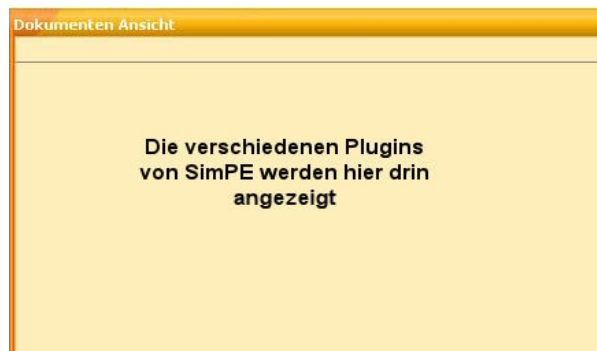 Dokumenten Ansicht
Die verschiedenen Plugins
von SimPE werden hier drin
angezeigt